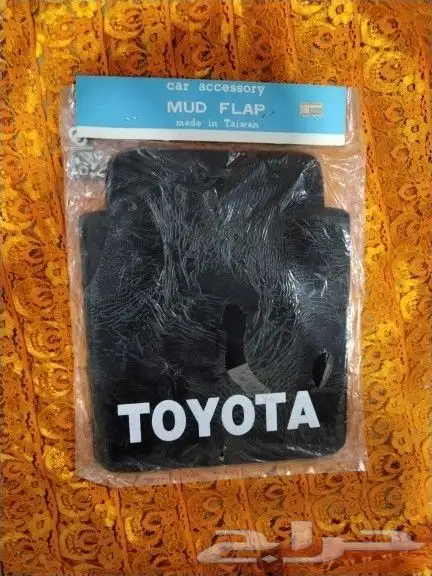 car accessory
MUD FLAP
made in Taiwan
TOYOTA
حراج